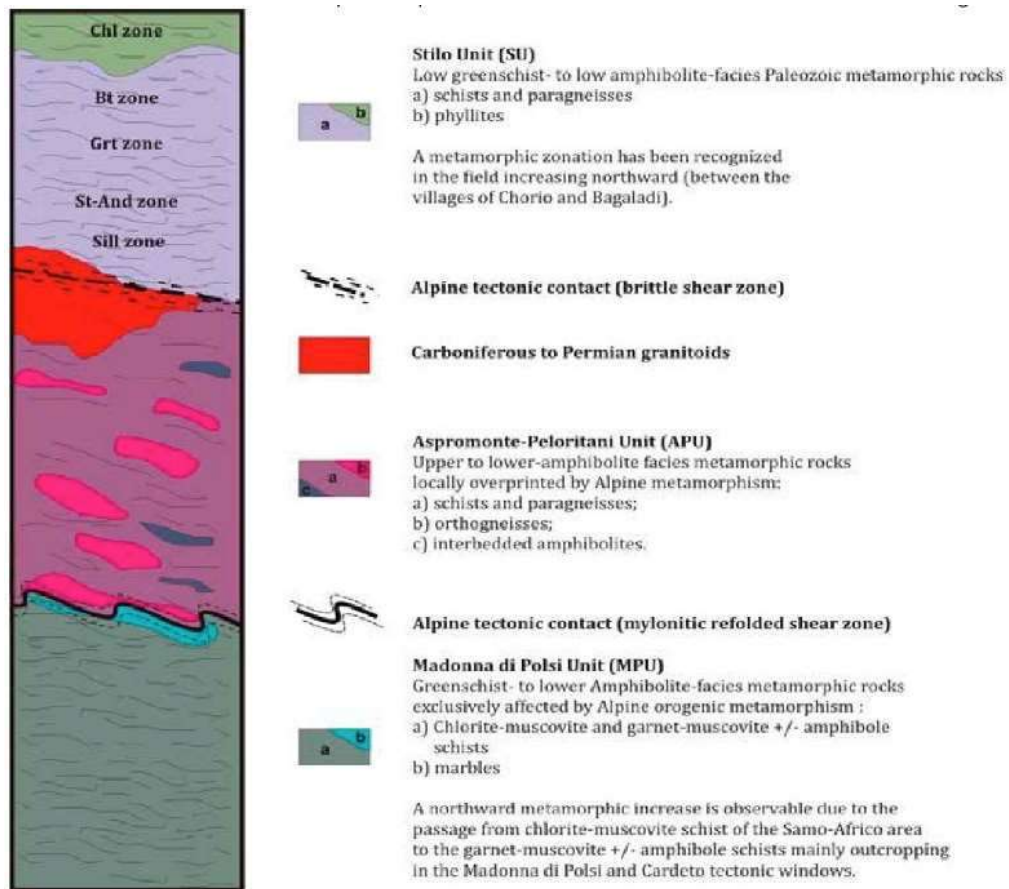 Chl zone
Bt zone
Grt zone
St-And zone
Sill zone
Stilo Unit (SU)
Low greenschist- to low amphibolite-facies Paleozoic metamorphic rocks
a) schists and paragneisses
b) phyllites
a
b
A metamorphic zonation has been recognized
in the field increasing northward (between the
villages of Chorio and Bagaladi).
Alpine tectonic contact (brittle shear zone)
Carboniferous to Permian granitoids
Aspromonte-Peloritani Unit (APU)
Upper to lower-amphibolite facies metamorphic rocks
locally overprinted by Alpine metamorphism:
a) schists and paragneisses;
b) orthogneisses;
c) interbedded amphibolites.
a
b
c
Alpine tectonic contact (mylonitic refolded shear zone)
Madonna di Polsi Unit (MPU)
Greenschist- to lower Amphibolite-facies metamorphic rocks
exclusively affected by Alpine orogenic metamorphism :
a) Chlorite-muscovite and garnet-muscovite +/- amphibole
schists
b) marbles
a
b
A northward metamorphic increase is observable due to the
passage from chlorite-muscovite schist of the Samo-Africo area
to the garnet-muscovite +/- amphibole schists mainly outcropping
in the Madonna di Polsi and Cardeto tectonic windows.